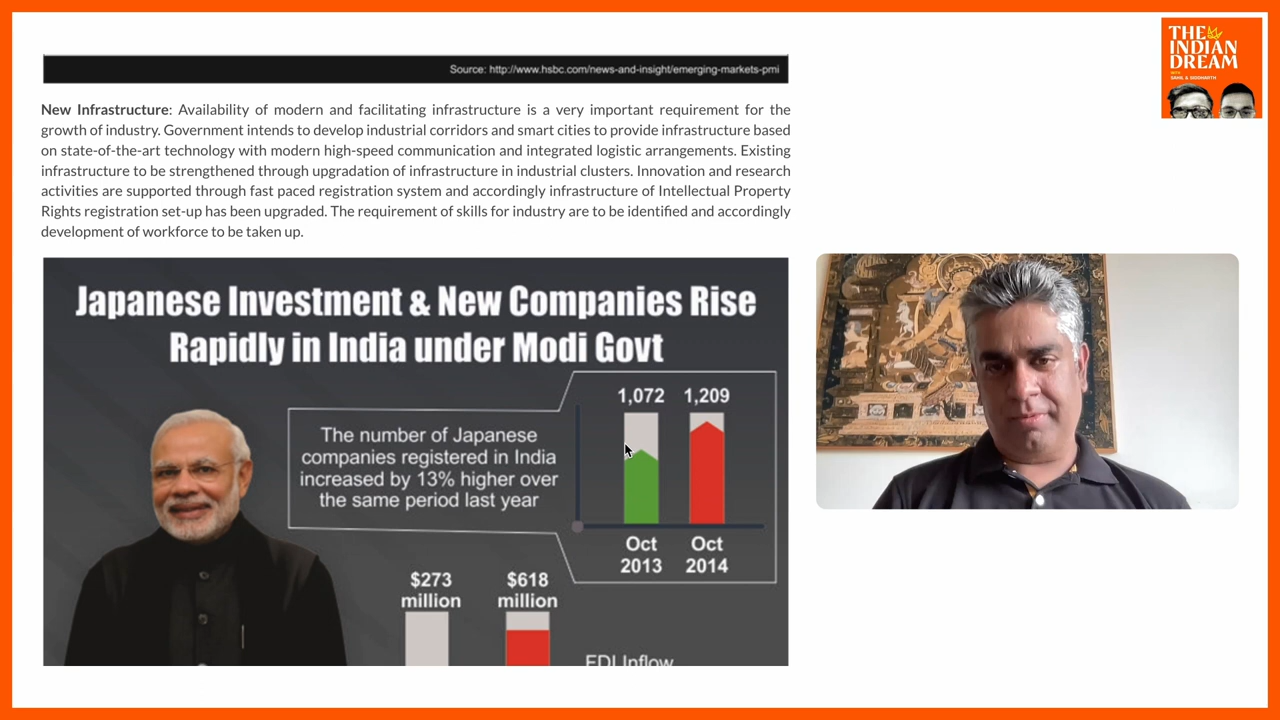 THE
INDIAN
DREAM
WITH
SAHIL & SIDDHARTH
Source: http://www.hsbc.com/news-and-insight/emerging-markets-pmi
New Infrastructure: Availability of modern and facilitating infrastructure is a very important requirement for the
growth of industry. Government intends to develop industrial corridors and smart cities to provide infrastructure based
on state-of-the-art technology with modern high-speed communication and integrated logistic arrangements. Existing
infrastructure to be strengthened through upgradation of infrastructure in industrial clusters. Innovation and research
activities are supported through fast paced registration system and accordingly infrastructure of Intellectual Property
Rights registration set-up has been upgraded. The requirement of skills for industry are to be identified and accordingly
development of workforce to be taken up.
Japanese Investment & New Companies Rise
Rapidly in India under Modi Govt
The number of Japanese
companies registered in India
increased by 13% higher over
the same period last year
1,072 1,209
Oct Oct
2013 2014
$273 $618
million million
FDI Inflow